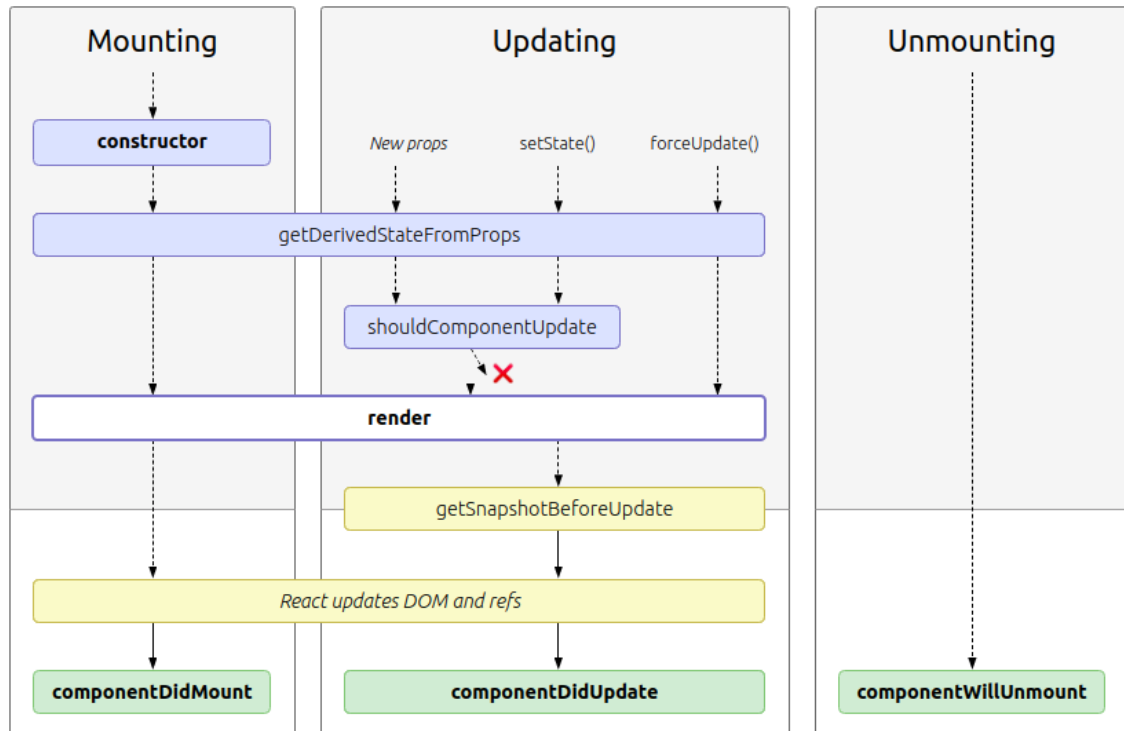 Mounting
Updating
Unmounting
constructor
New props
setState()
forceUpdate()
getDerivedStateFromProps
shouldComponentUpdate
render
getSnapshotBeforeUpdate
React updates DOM and refs
componentDidMount
componentDidUpdate
componentWillUnmount